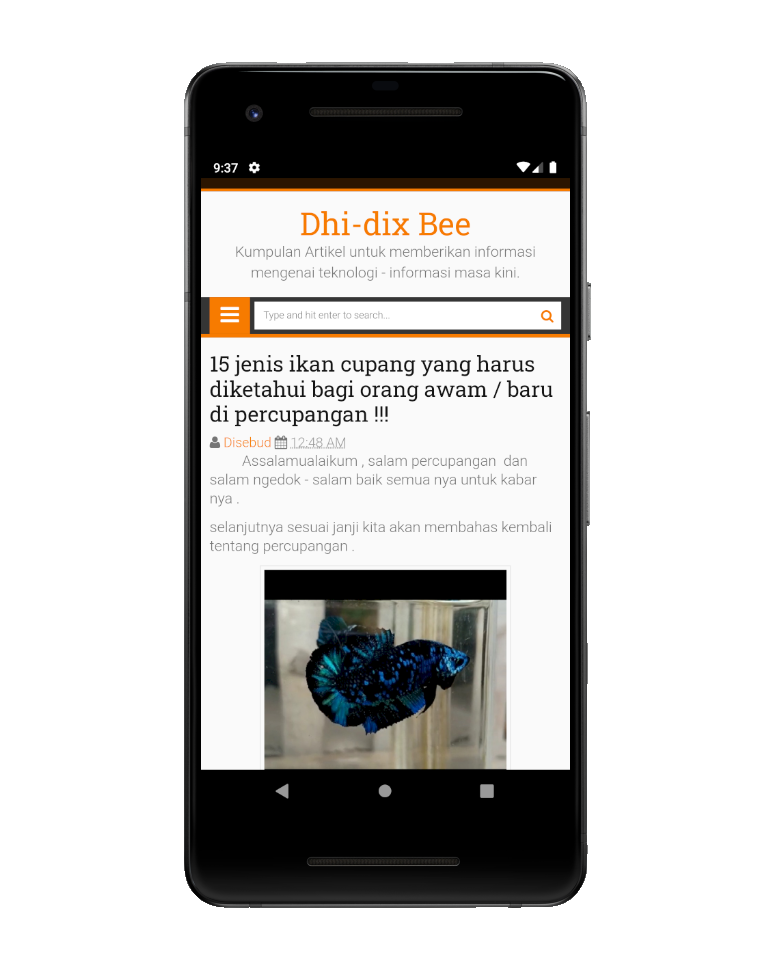 9:37
Dhi-dix Bee
Kumpulan Artikel untuk memberikan informasi
mengenai teknologi - informasi masa kini.
Type and hit enter to search...
15 jenis ikan cupang yang harus
diketahui bagi orang awam / baru
di percupangan !!!
Disebud 12:48 AM
Assalamualaikum , salam percupangan  dan
salam ngedok - salam baik semua nya untuk kabar
nya .
selanjutnya sesuai janji kita akan membahas kembali
tentang percupangan .